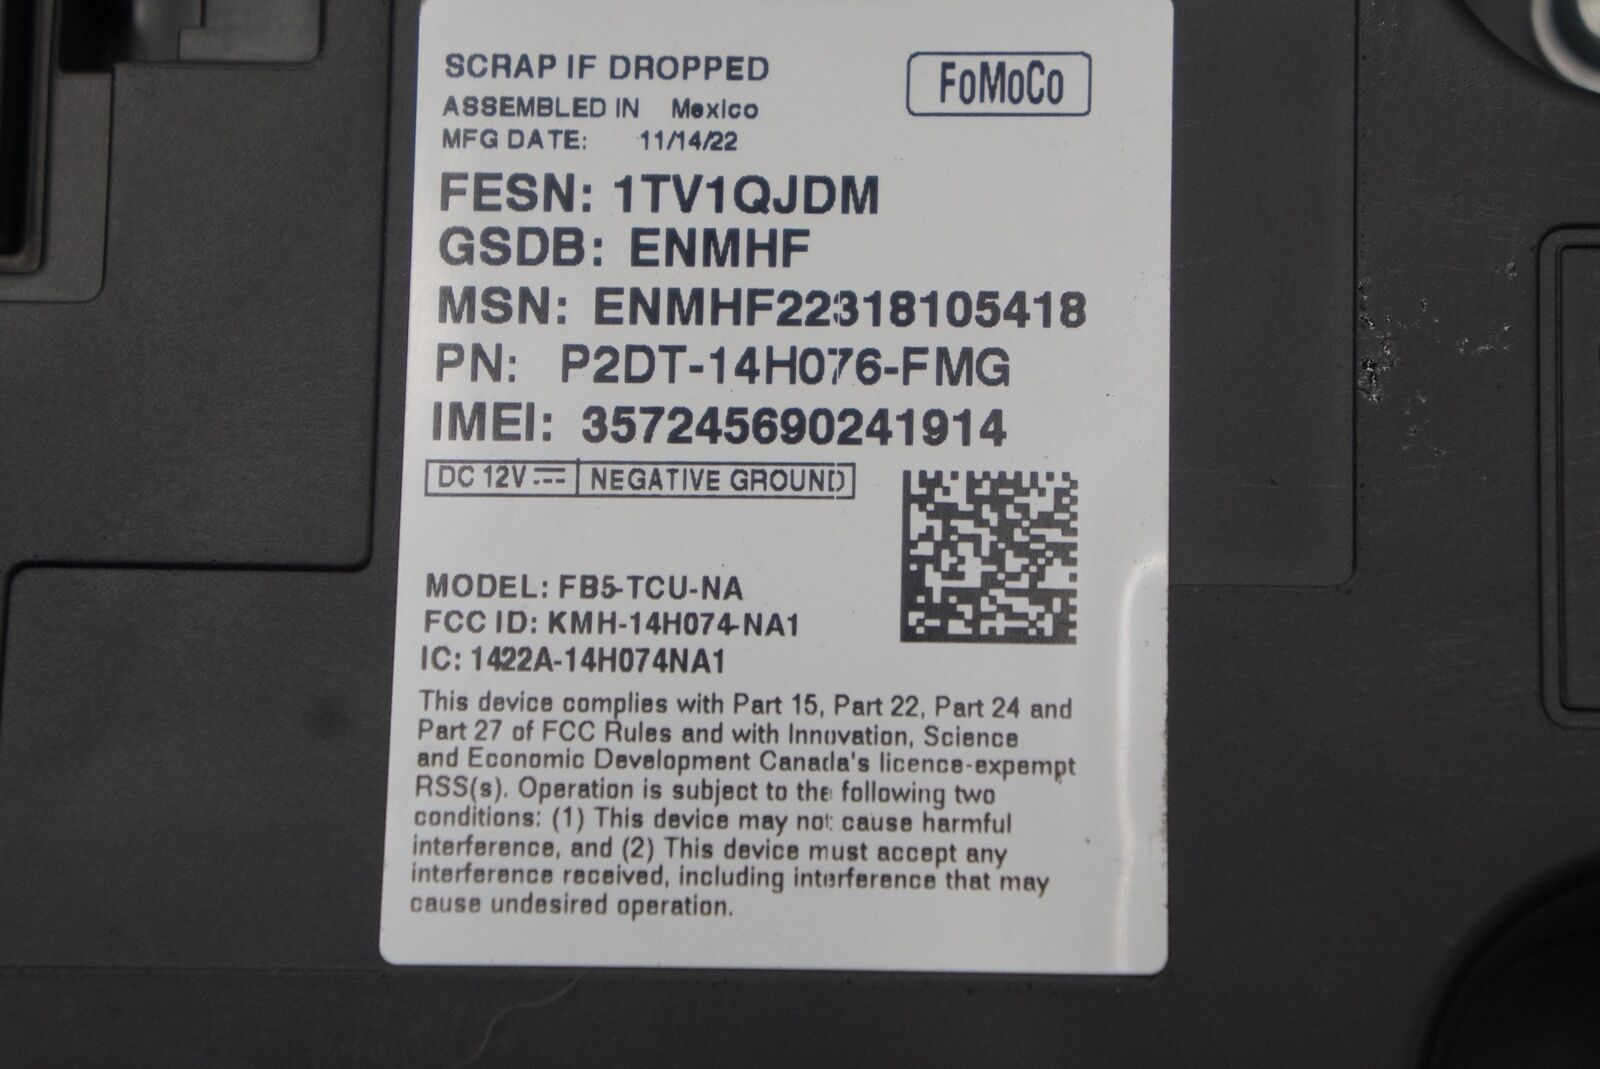 SCRAP IF DROPPED
FoMoCo
ASSEMBLED IN Mexico
MFG DATE: 11/14/22
FESN: 1TV1QJDM
GSDB: ENMHF
MSN: ENMHF22318105418
PN: P2DT-14H076-FMG
IMEI: 357245690241914
DC 12V NEGATIVE GROUND
MODEL: FB5-TCU-NA
FCC ID: KMH-14H074-NA1
IC: 1422A-14H074NA1
This device complies with Part 15, Part 22, Part 24 and
Part 27 of FCC Rules and with Innovation, Science
and Economic Development Canada's licence-expempt
RSS(s). Operation is subject to the following two
conditions: (1) This device may not cause harmful
interference, and (2) This device must accept any
interference received, including interference that may
cause undesired operation.